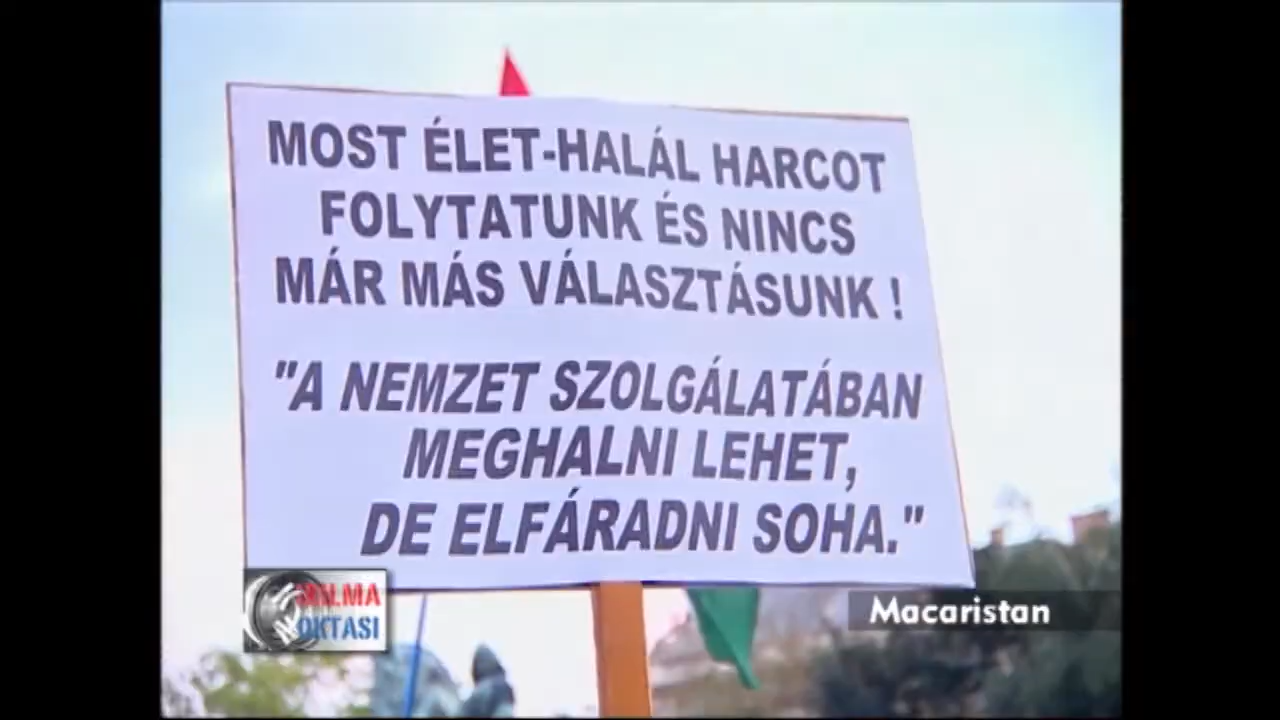 MOST ÉLET-HALÁL HARCOT
FOLYTATUNK ÉS NINCS
MÁR MÁS VÁLASZTÁSUNK !
"A NEMZET SZOLGÁLATÁBAN
MEGHALNI LEHET,
DE ELFÁRADNI SOHA."
OKTASI
Macaristan